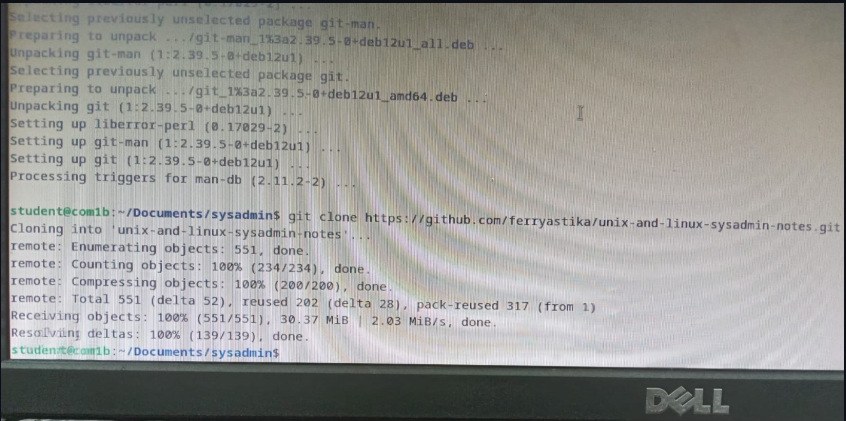 Selecting previously unselected package git-man.
Preparing to unpack .../git-man_1%3a2.39.5-0+deb12u1_all.deb ...
Unpacking git-man (1:2.39.5-0+deb12u1) ...
Selecting previously unselected package git.
Preparing to unpack .../git_1%3a2.39.5-0+deb12u1_amd64.deb ...
Unpacking git (1:2.39.5-0+deb12u1) ...
Setting up liberror-perl (0.17029-2) ...
Setting up git-man (1:2.39.5-0+deb12u1) ...
Setting up git (1:2.39.5-0+deb12u1) ...
Processing triggers for man-db (2.11.2-2) ...
student@com1b:~/Documents/sysadmin$ git clone https://github.com/ferryastika/unix-and-linux-sysadmin-notes.git
Cloning into 'unix-and-linux-sysadmin-notes'...
remote: Enumerating objects: 551, done.
remote: Counting objects: 100% (234/234), done.
remote: Compressing objects: 100% (200/200), done.
remote: Total 551 (delta 52), reused 202 (delta 28), pack-reused 317 (from 1)
Receiving objects: 100% (551/551), 30.37 MiB | 2.03 MiB/s, done.
Resolving deltas: 100% (139/139), done.
student@com1b:~/Documents/sysadmin$
DELL